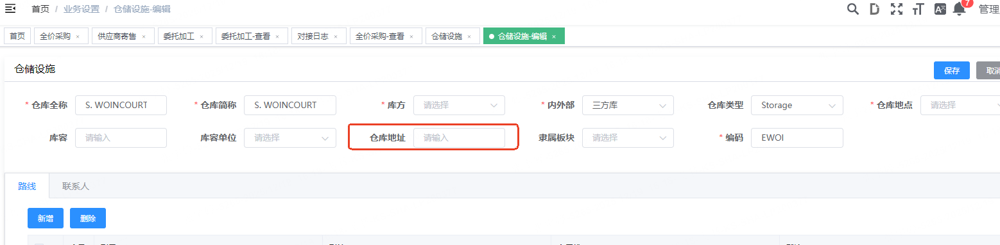 首页 / 业务设置 / 仓储设施-编辑 7 管理
首页 全价采购 × 供应商寄售 × 委托加工 × 委托加工-查看 × 对接日志 × 全价采购-查看 × 仓储设施 × 仓储设施-编辑 ×
仓储设施 保存 取消
* 仓库全称 S. WOINCOURT * 仓库简称 S. WOINCOURT * 库方 请选择 * 内外部 三方库 仓库类型 Storage * 仓库地点 请选择
库容 请输入 库容单位 请选择 仓库地址 请输入 隶属板块 请选择 * 编码 EWOI
路线 联系人
新增 删除